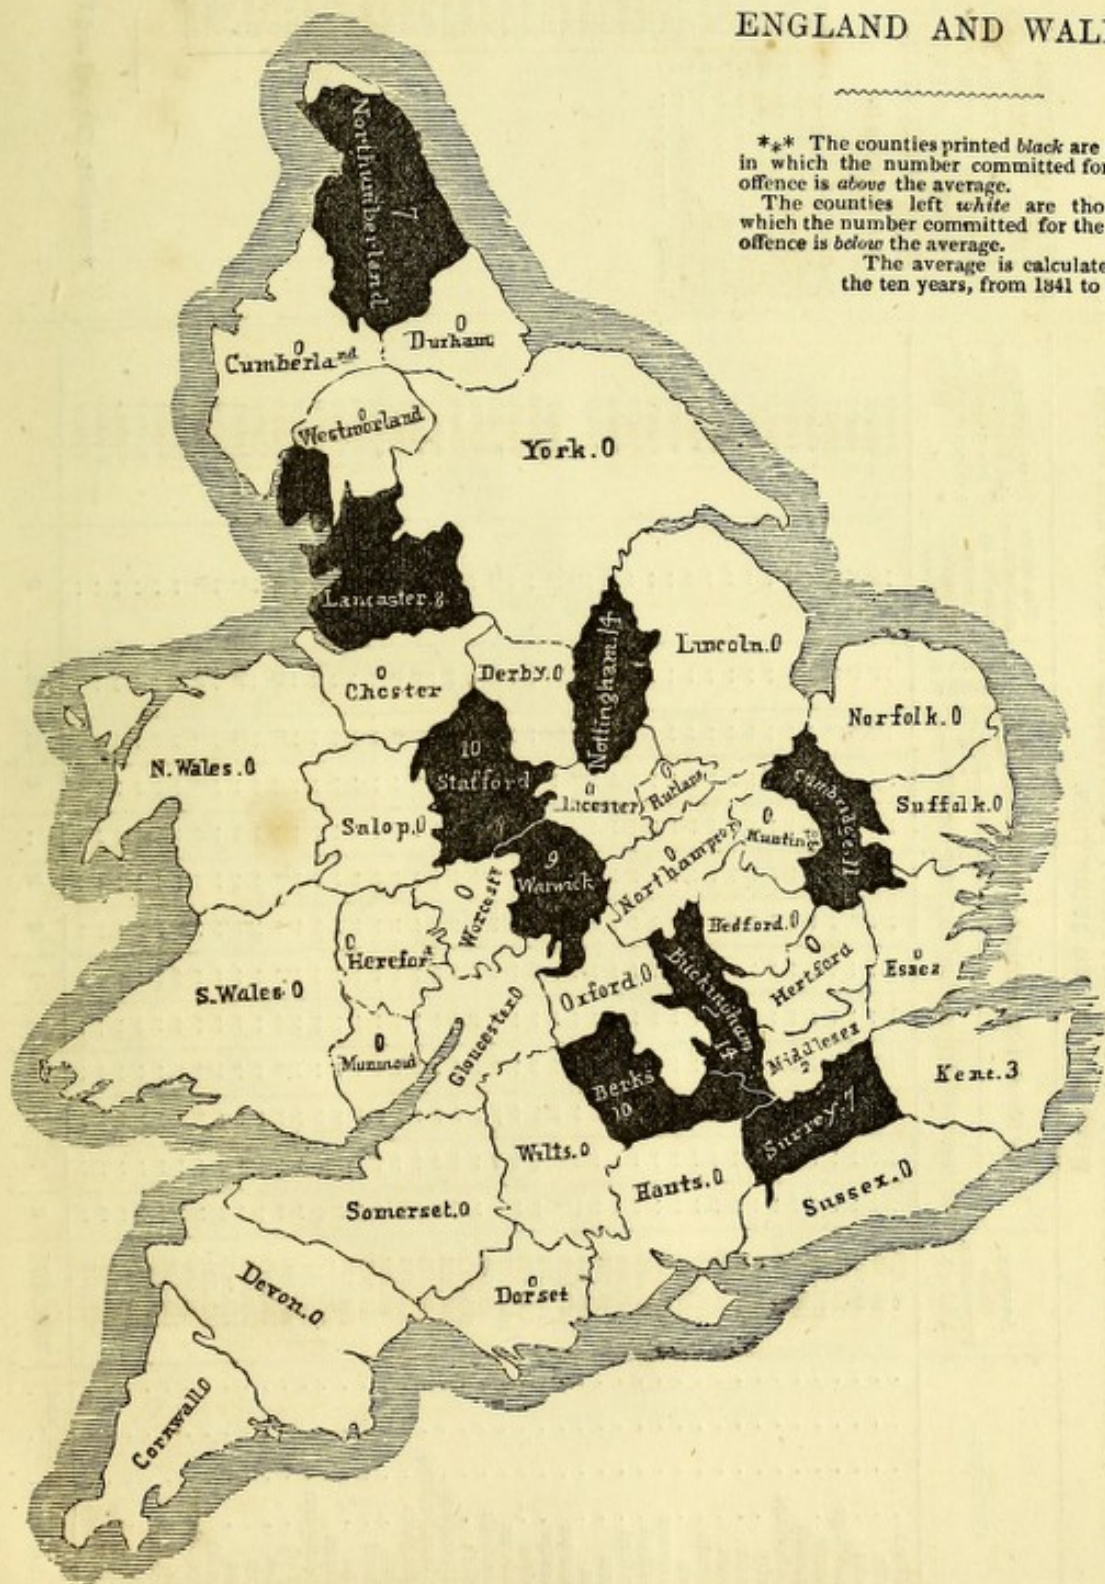 ENGLAND AND WAL
*⁎* The counties printed black are
in which the number committed for
offence is above the average.
The counties left white are tho
which the number committed for the
offence is below the average.
The average is calculate
the ten years, from 1841 to
Northumberland 7
0
Cumberland
0
Durham
0
Westmorland
York.0
Lancaster.8
0
Chester
Derby.0
Nottingham.14
Lincoln.0
Norfolk.0
N.Wales.0
Salop.0
10
Stafford
0
Licester
0
Rutland
Cambridge.11
Suffolk.0
9
Warwick
0
Worcestr
0
Northampton
0
Hunting
0
Hereford
Bedford.0
0
Hertford
0
Essex
S.Wales 0
Gloucester.0
Oxford.0
Buckingham
14
0
Monmouth
Berks
10
Middlesex
2
Surrey.7
Kent.3
Wilts.0
Hants.0
Sussex.0
Somerset.0
0
Dorset
Devon.0
Cornwall.0